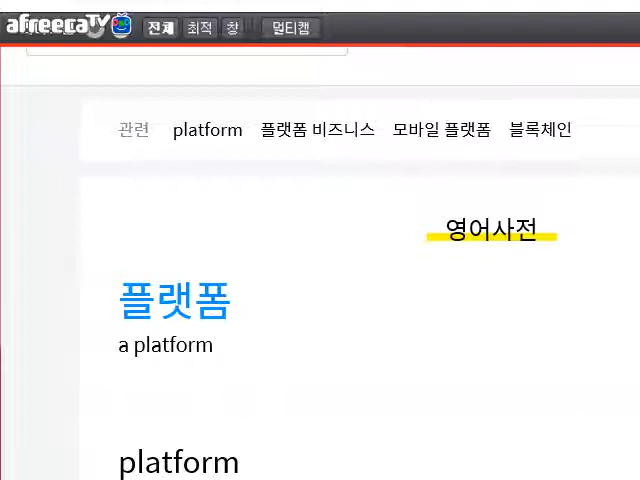 afreecaTV 전체 최적 창 멀티캠
관련 platform 플랫폼 비즈니스 모바일 플랫폼 블록체인
영어사전
플랫폼
a platform
platform